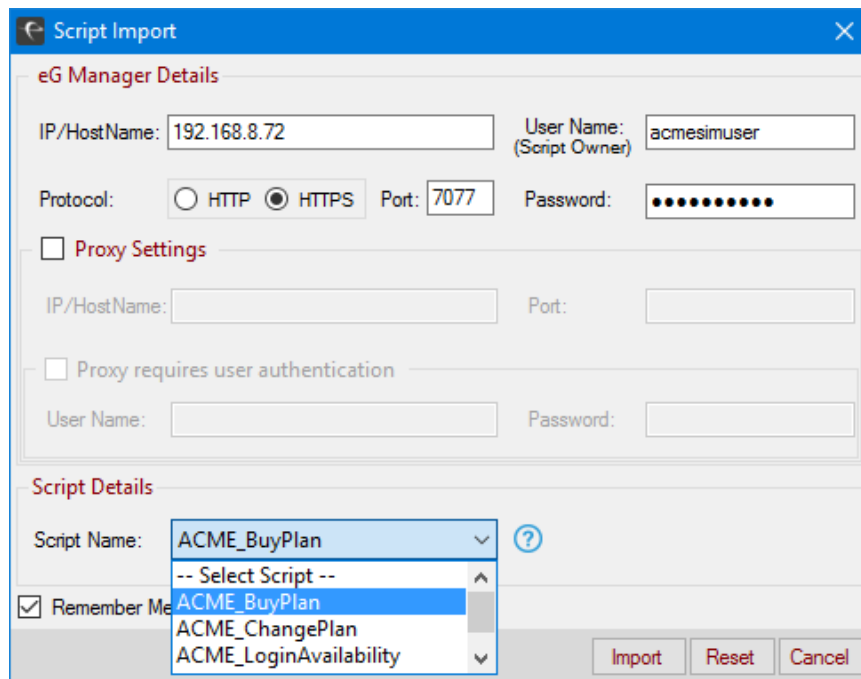 Script Import
eG Manager Details
IP/HostName: 192.168.8.72 User Name: acmesimuser
(Script Owner)
Protocol: HTTP HTTPS Port: 7077 Password: ●●●●●●●●●●
Proxy Settings
IP/HostName: Port:
Proxy requires user authentication
User Name: Password:
Script Details
Script Name: ACME_BuyPlan ?
-- Select Script --
Remember Me ACME_BuyPlan
ACME_ChangePlan
ACME_LoginAvailability
Import Reset Cancel